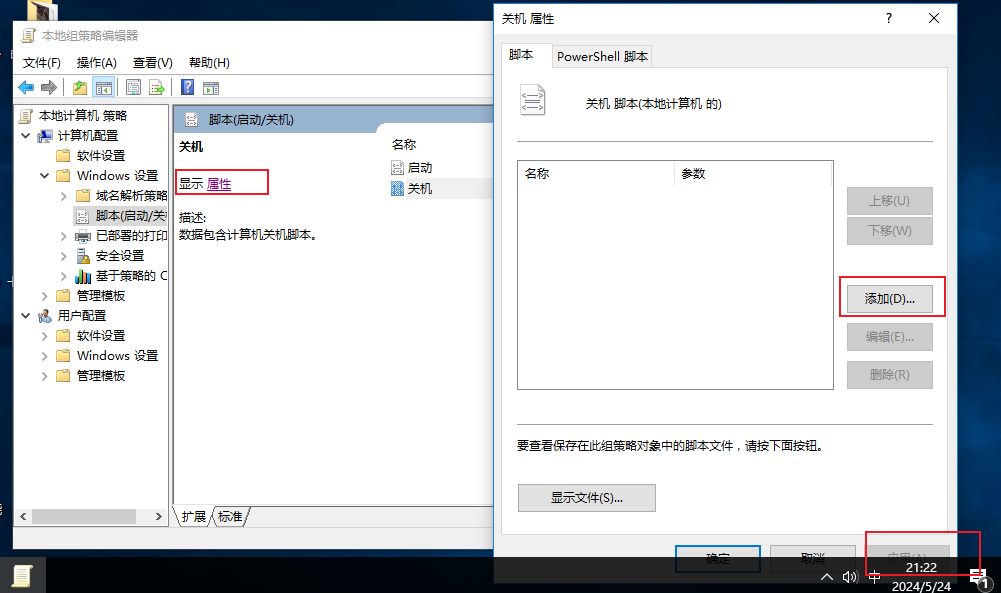 本地组策略编辑器
文件(F) 操作(A) 查看(V) 帮助(H)
本地计算机 策略
计算机配置
软件设置
Windows 设置
域名解析策略
脚本(启动/关
已部署的打印
安全设置
基于策略的
管理模板
用户配置
软件设置
Windows 设置
管理模板
脚本(启动/关机)
关机
显示 属性
描述:
数据包含计算机关机脚本。
名称
启动
关机
扩展 标准
关机 属性
?
脚本
PowerShell 脚本
关机 脚本(本地计算机 的)
名称 参数
上移(U)
下移(W)
添加(D)...
编辑(E)...
删除(R)
要查看保存在此组策略对象中的脚本文件，请按下面按钮。
显示文件(S)...
确定 取消 应用(A)
中
21:22
2024/5/24
1